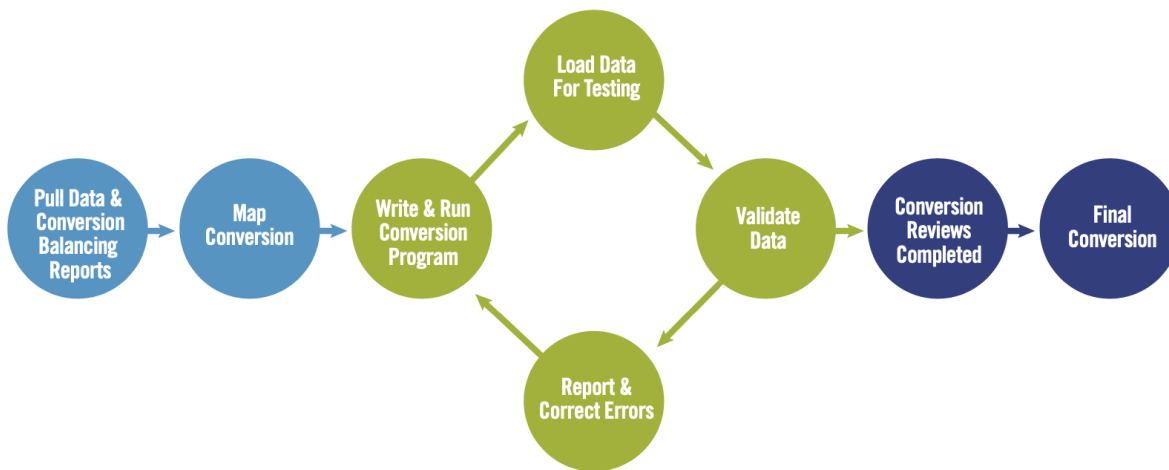 Pull Data &
Conversion
Balancing
Reports
Map
Conversion
Write & Run
Conversion
Program
Load Data
For Testing
Validate
Data
Report &
Correct Errors
Conversion
Reviews
Completed
Final
Conversion